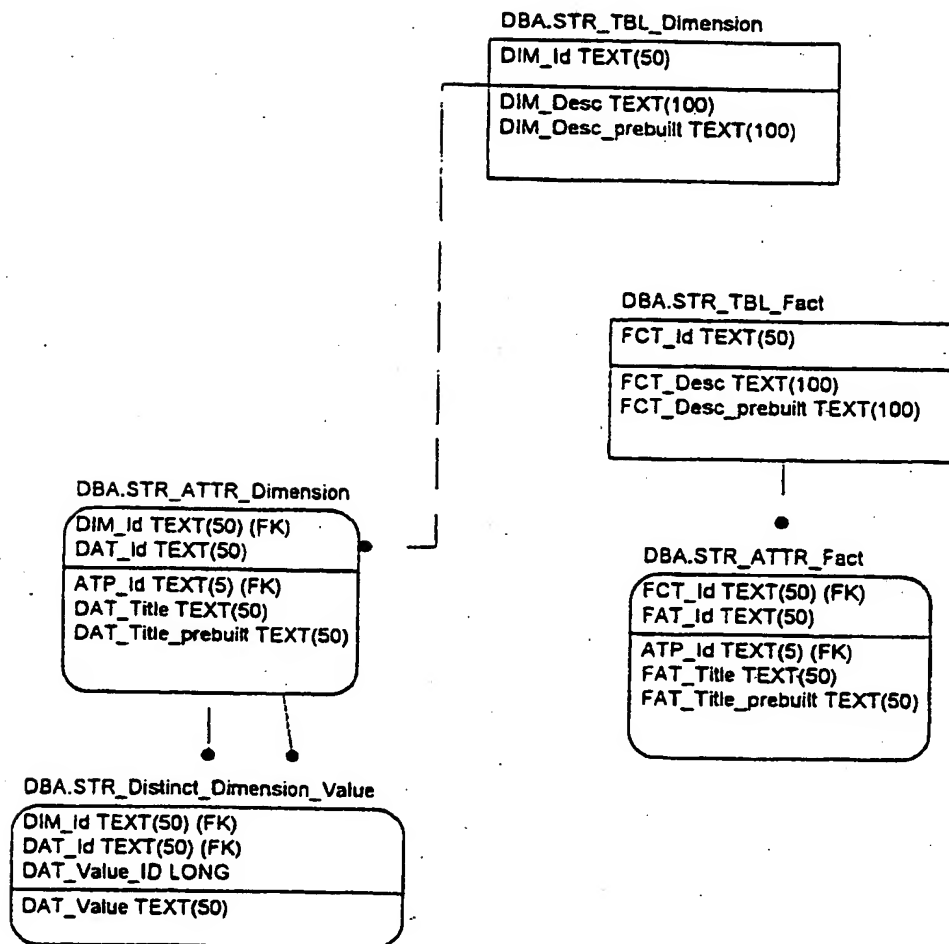 DBA.STR_TBL_Dimension
DIM_Id TEXT(50)
DIM_Desc TEXT(100)
DIM_Desc_prebuilt TEXT(100)
DBA.STR_TBL_Fact
FCT_Id TEXT(50)
FCT_Desc TEXT(100)
FCT_Desc_prebuilt TEXT(100)
DBA.STR_ATTR_Dimension
DIM_Id TEXT(50) (FK)
DAT_Id TEXT(50)
ATP_Id TEXT(5) (FK)
DAT_Title TEXT(50)
DAT_Title_prebuilt TEXT(50)
DBA.STR_ATTR_Fact
FCT_Id TEXT(50) (FK)
FAT_Id TEXT(50)
ATP_Id TEXT(5) (FK)
FAT_Title TEXT(50)
FAT_Title_prebuilt TEXT(50)
DBA.STR_Distinct_Dimension_Value
DIM_Id TEXT(50) (FK)
DAT_Id TEXT(50) (FK)
DAT_Value_ID LONG
DAT_Value TEXT(50)